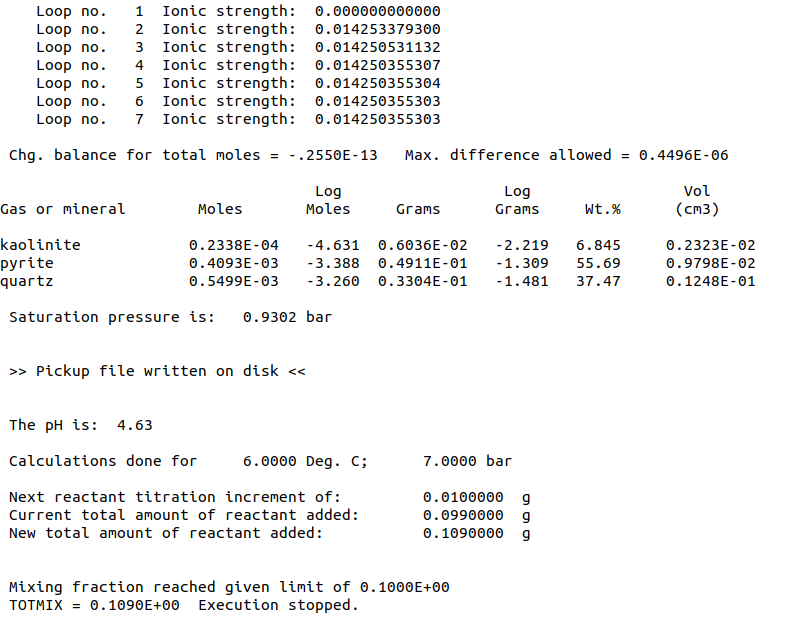 Loop no.   1  Ionic strength:  0.000000000000
Loop no.   2  Ionic strength:  0.014253379300
Loop no.   3  Ionic strength:  0.014250531132
Loop no.   4  Ionic strength:  0.014250355307
Loop no.   5  Ionic strength:  0.014250355304
Loop no.   6  Ionic strength:  0.014250355303
Loop no.   7  Ionic strength:  0.014250355303
Chg. balance for total moles = -.2550E-13   Max. difference allowed = 0.4496E-06
Log                  Log                 Vol
Gas or mineral        Moles       Moles     Grams      Grams     Wt.%      (cm3)
kaolinite            0.2338E-04   -4.631  0.6036E-02   -2.219   6.845     0.2323E-02
pyrite               0.4093E-03   -3.388  0.4911E-01   -1.309   55.69     0.9798E-02
quartz               0.5499E-03   -3.260  0.3304E-01   -1.481   37.47     0.1248E-01
Saturation pressure is:   0.9302 bar
>> Pickup file written on disk <<
The pH is:  4.63
Calculations done for     6.0000 Deg. C;      7.0000 bar
Next reactant titration increment of:         0.0100000  g
Current total amount of reactant added:       0.0990000  g
New total amount of reactant added:           0.1090000  g
Mixing fraction reached given limit of 0.1000E+00
TOTMIX = 0.1090E+00  Execution stopped.